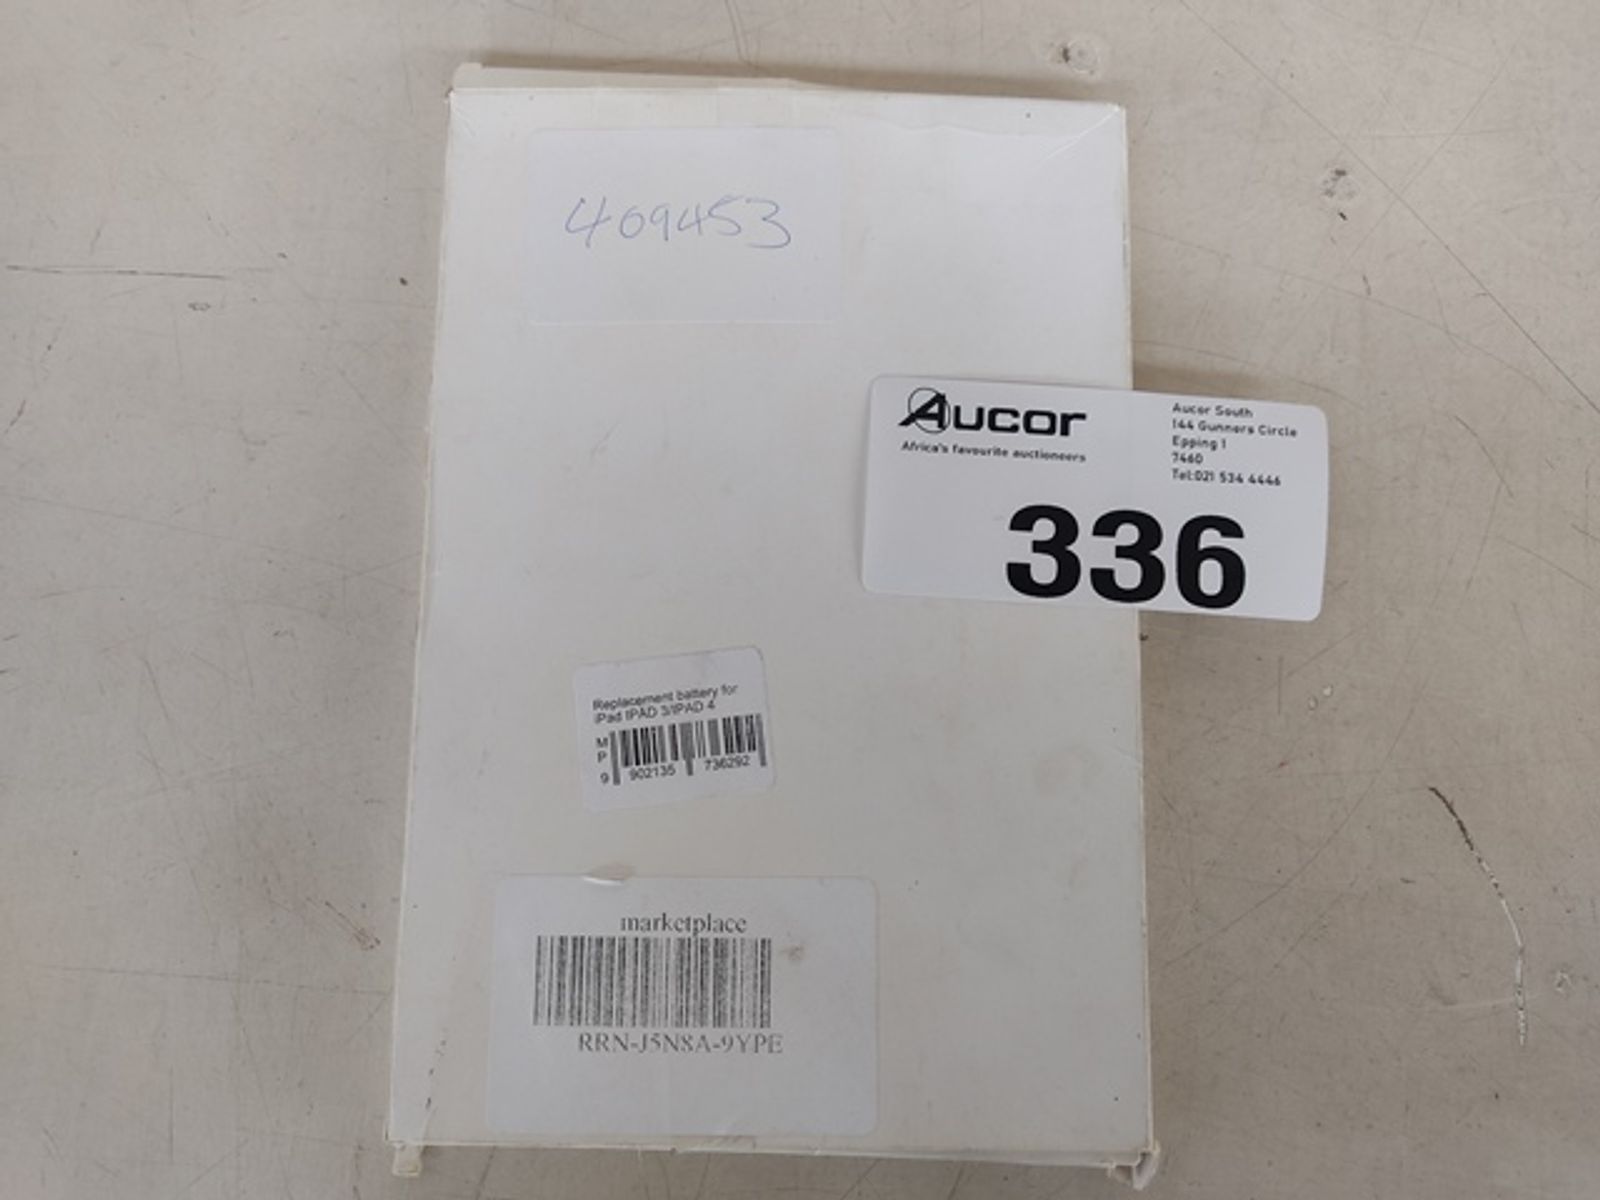 409453
Aucor
Africa's favourite auctioneers
Aucor South
144 Gunners Circle
Epping 1
7460
Tel:021 534 4446
336
Replacement battery for
iPad IPAD 3/IPAD 4
M
P
9 902135 736292
marketplace
RRN-J5N8A-9YPE